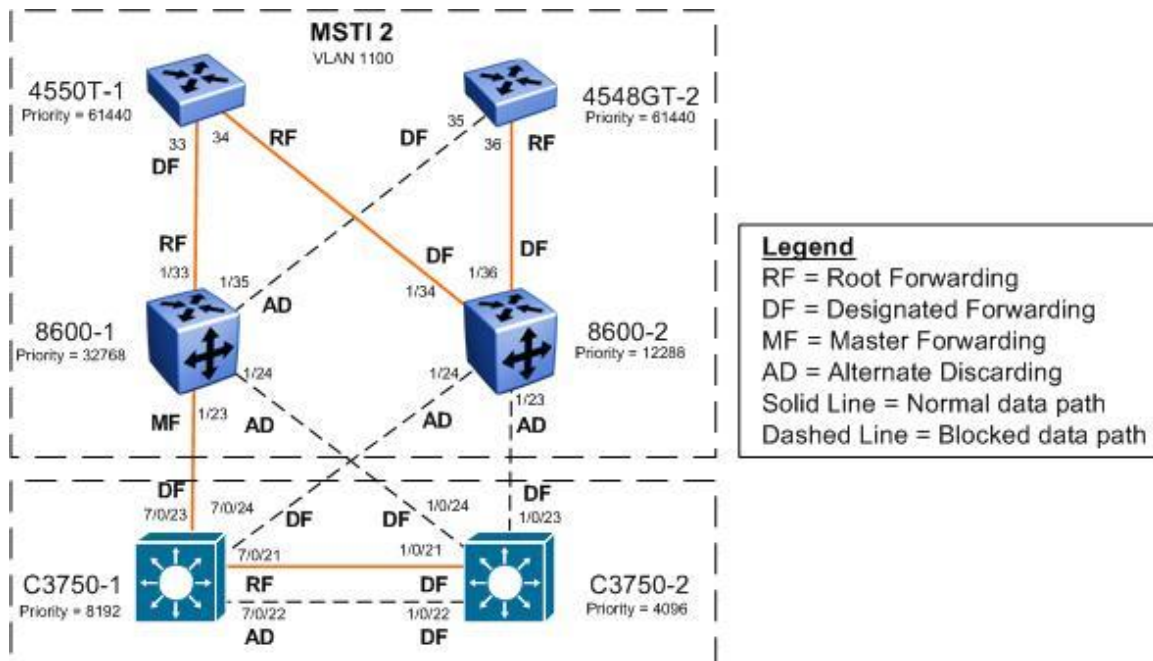 MSTI 2
VLAN 1100
4550T-1
Priority = 61440
4548GT-2
Priority = 61440
33
34
RF
DF
35
DF
36
RF
RF
DF
DF
1/33
1/35
AD
1/34
1/36
8600-1
Priority = 32768
8600-2
Priority = 12288
1/24
1/24
1/23
AD
AD
1/23
AD
MF
DF
7/0/23
7/0/24
DF
DF
1/0/24
DF
1/0/23
7/0/21
1/0/21
C3750-1
Priority = 8192
RF
DF
C3750-2
Priority = 4096
7/0/22
1/0/22
AD
DF
Legend
RF = Root Forwarding
DF = Designated Forwarding
MF = Master Forwarding
AD = Alternate Discarding
Solid Line = Normal data path
Dashed Line = Blocked data path